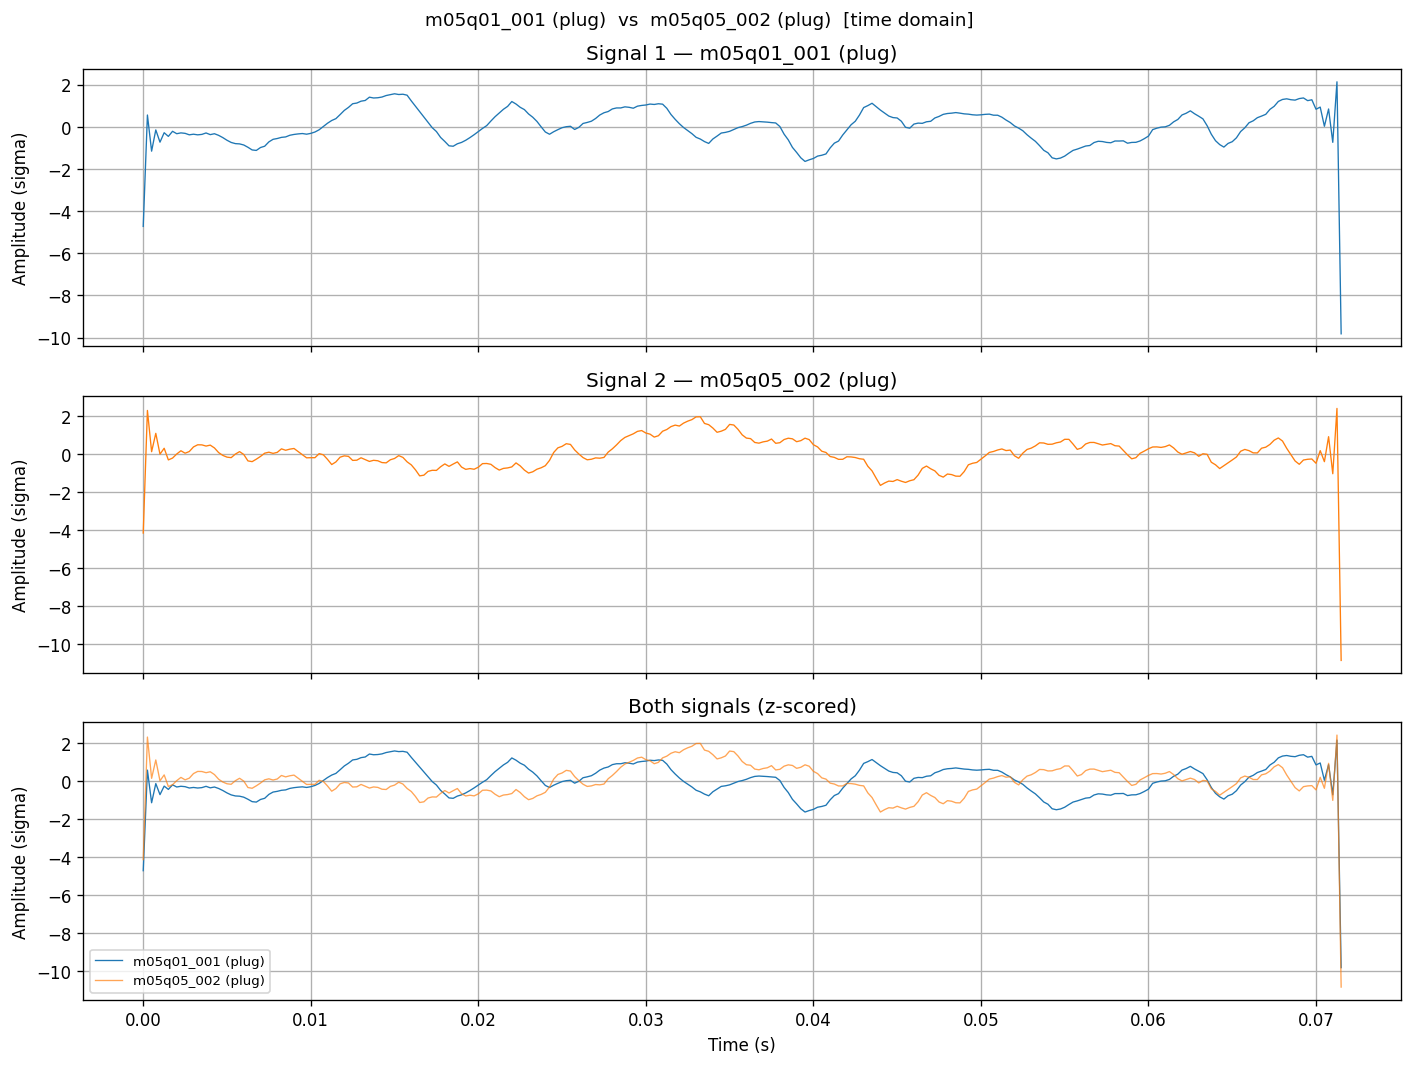 m05q01_001 (plug)  vs  m05q05_002 (plug)  [time domain]
Signal 1 — m05q01_001 (plug)
2
0
−2
−4
−6
−8
−10
Amplitude (sigma)
Signal 2 — m05q05_002 (plug)
2
0
−2
−4
−6
−8
−10
Amplitude (sigma)
Both signals (z-scored)
2
0
−2
−4
−6
−8
−10
Amplitude (sigma)
m05q01_001 (plug)
m05q05_002 (plug)
0.00 0.01 0.02 0.03 0.04 0.05 0.06 0.07
Time (s)